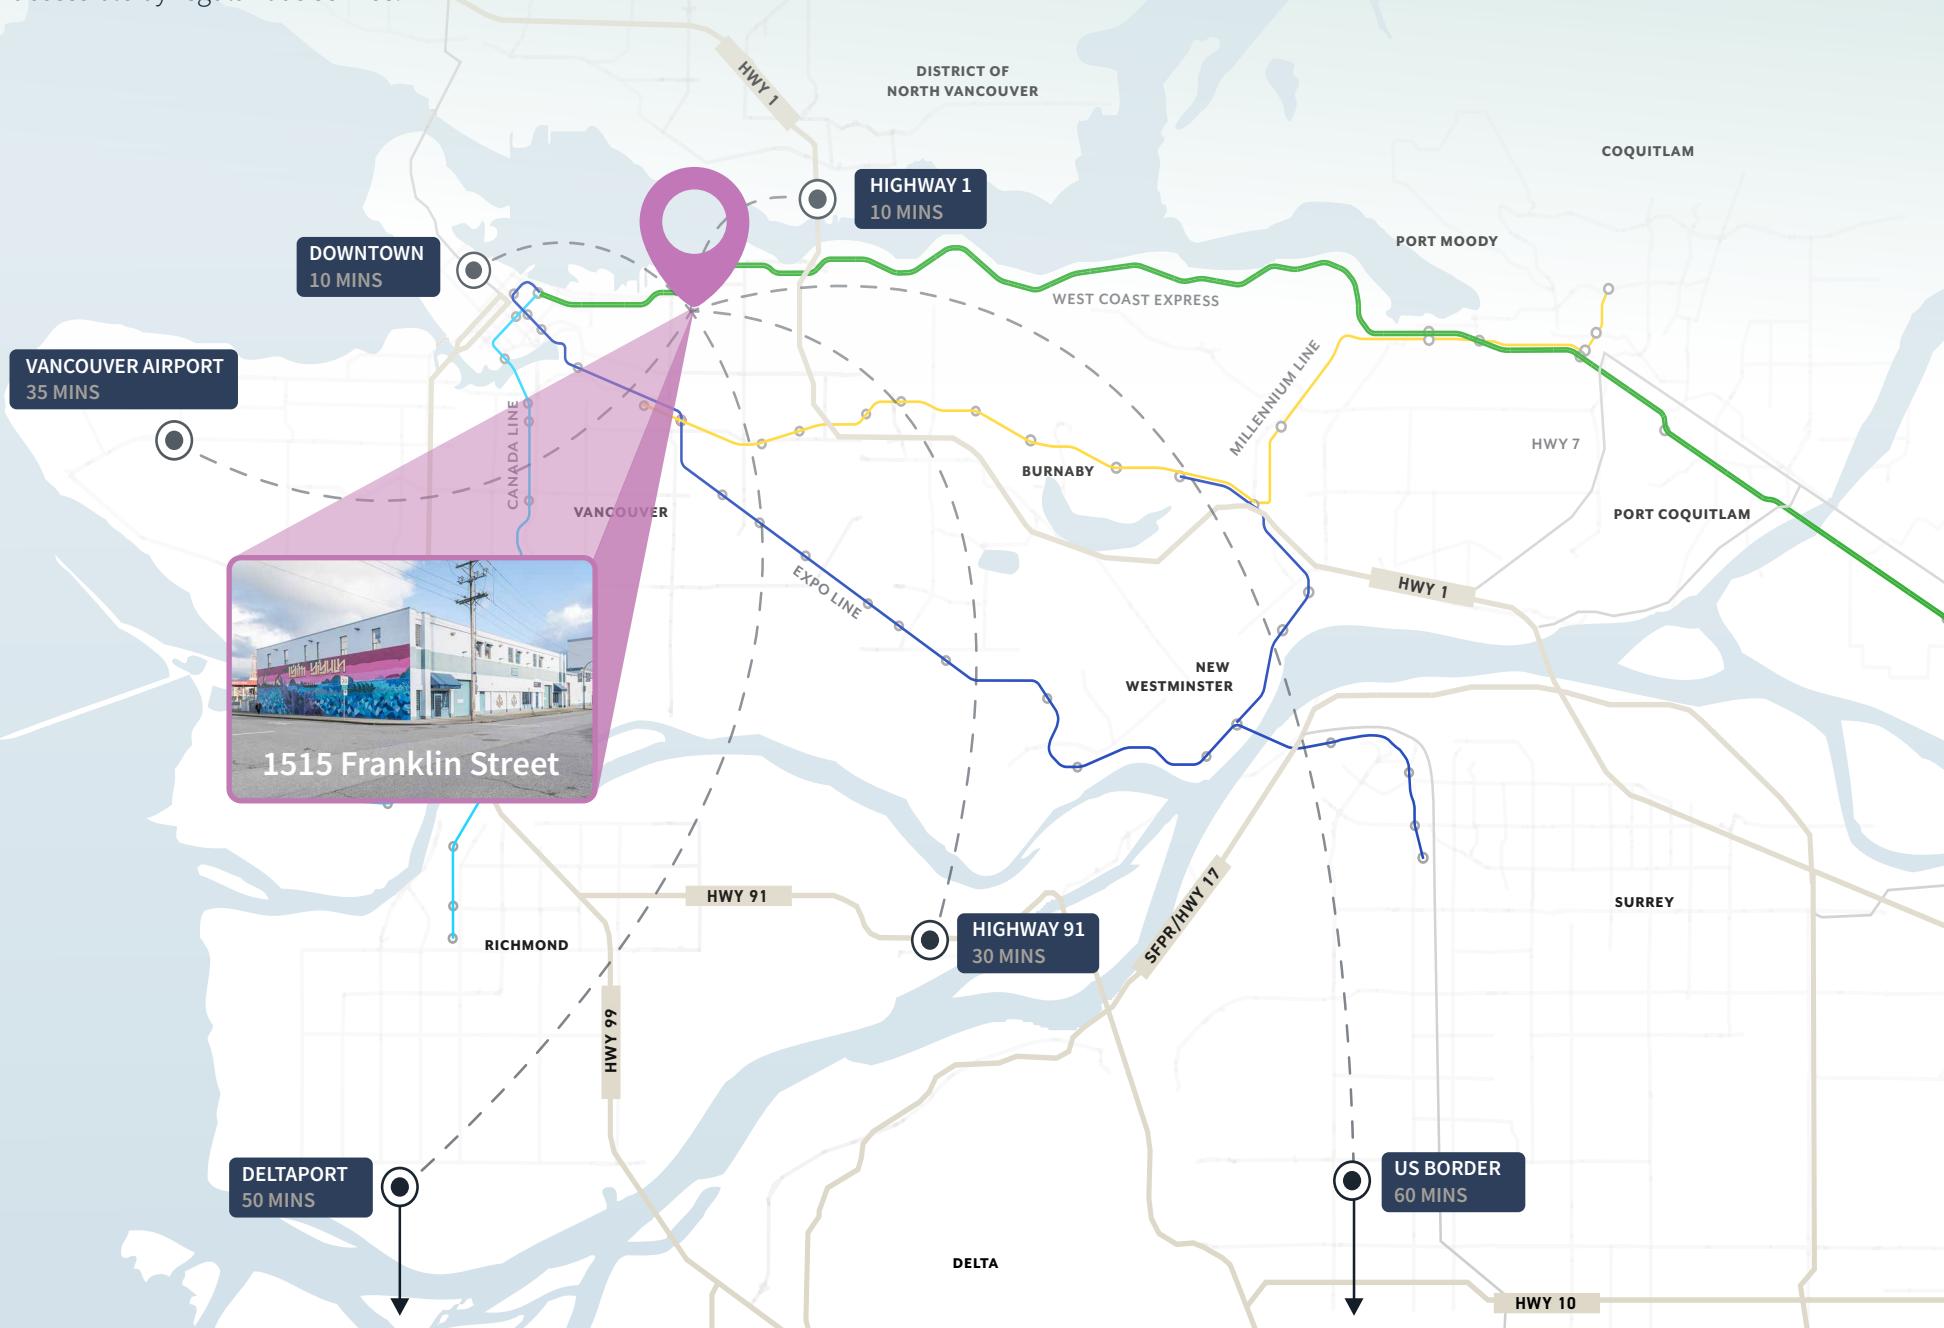 HWY 1
DISTRICT OF
NORTH VANCOUVER
COQUITLAM
HIGHWAY 1
10 MINS
DOWNTOWN
10 MINS
PORT MOODY
WEST COAST EXPRESS
VANCOUVER AIRPORT
35 MINS
MILLENNIUM LINE
CANADA LINE
HWY 7
BURNABY
VANCOUVER
PORT COQUITLAM
EXPO LINE
HWY 1
NEW
WESTMINSTER
1515 Franklin Street
HWY 91
SFPR/HWY 17
SURREY
RICHMOND
HIGHWAY 91
30 MINS
HWY 99
DELTAPORT
50 MINS
US BORDER
60 MINS
DELTA
HWY 10